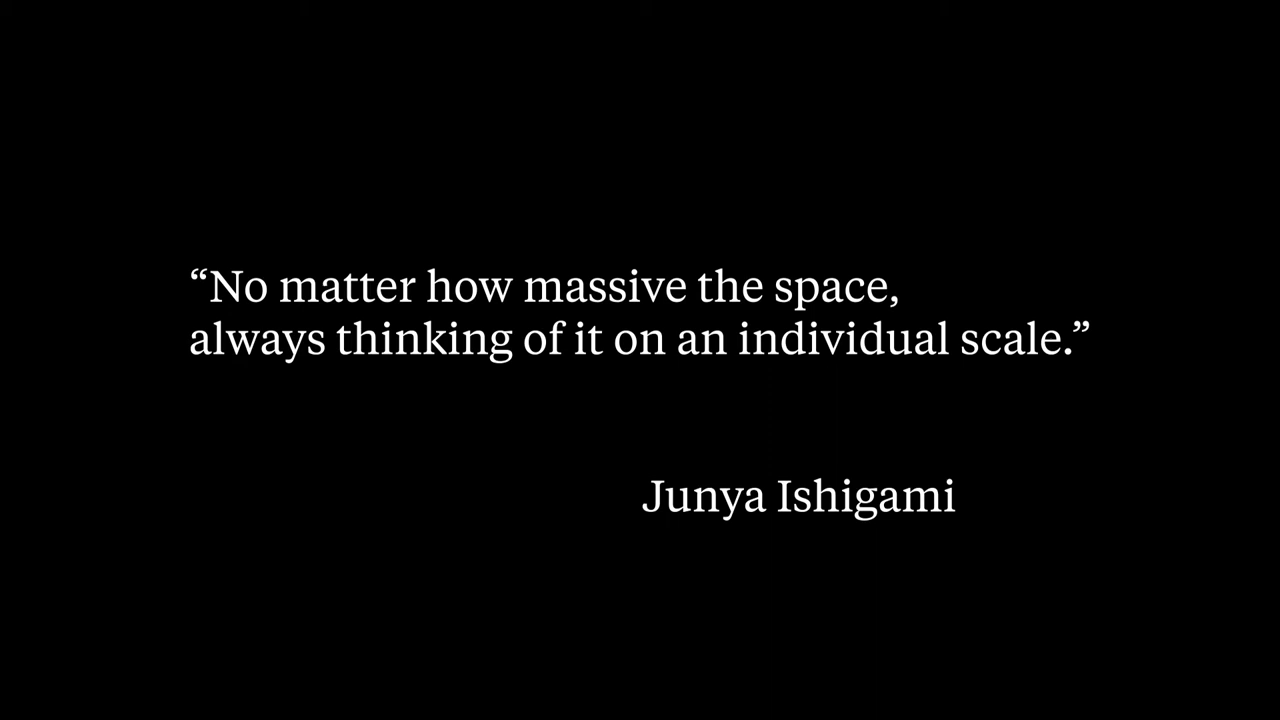 “No matter how massive the space,
always thinking of it on an individual scale.”
Junya Ishigami